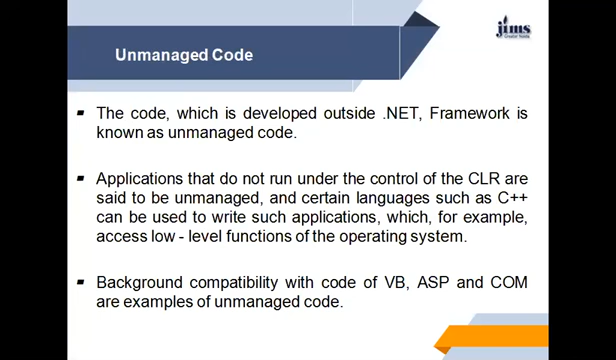 jims
Greater Noida
Unmanaged Code
▪ The code, which is developed outside .NET, Framework is
known as unmanaged code.
▪ Applications that do not run under the control of the CLR are
said to be unmanaged, and certain languages such as C++
can be used to write such applications, which, for example,
access low - level functions of the operating system.
▪ Background compatibility with code of VB, ASP and COM
are examples of unmanaged code.